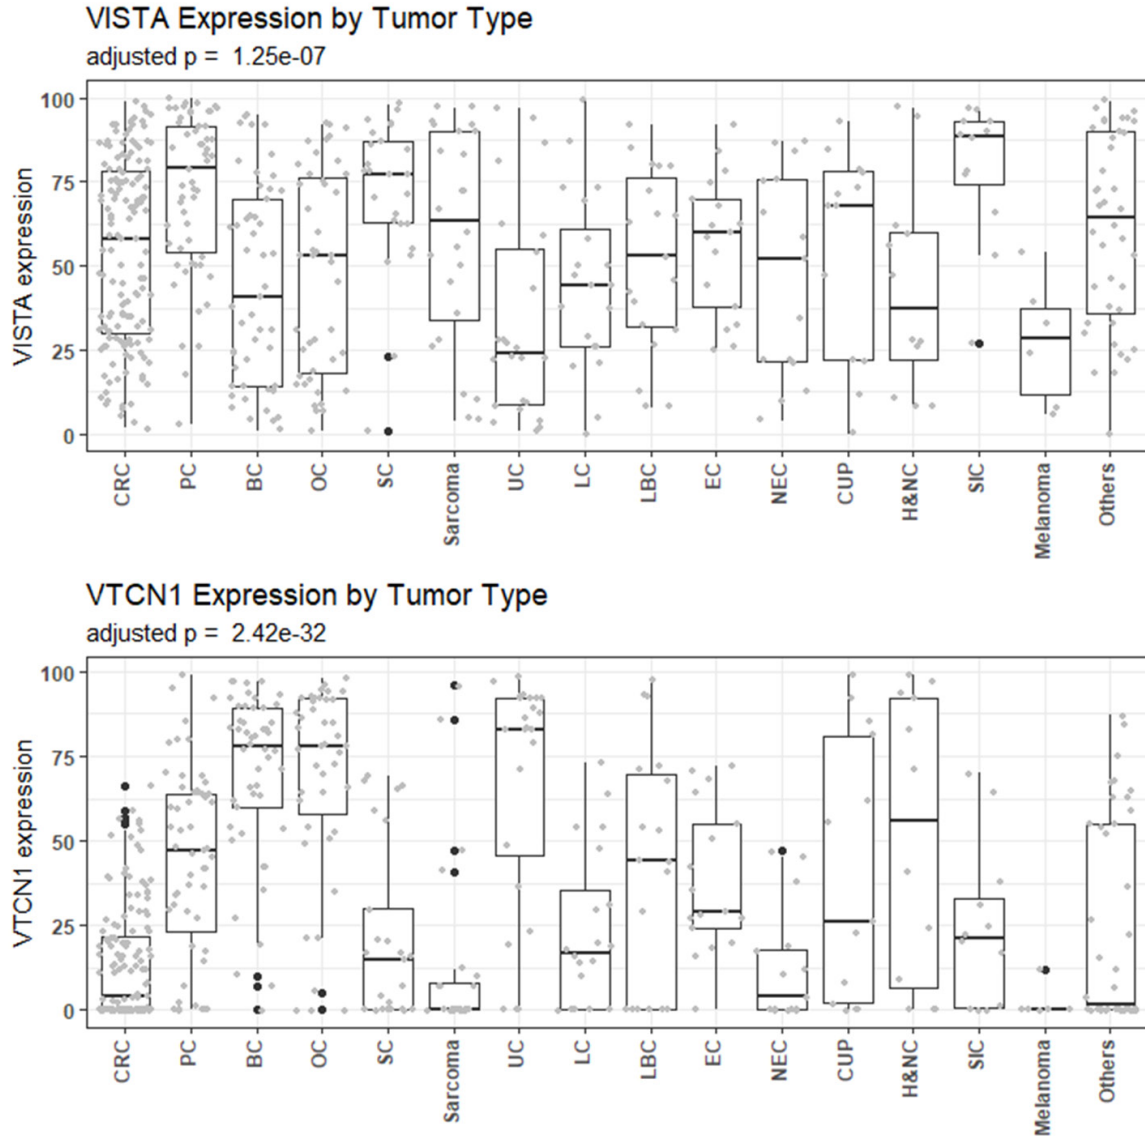 VISTA Expression by Tumor Type
adjusted p = 1.25e-07
VISTA expression
100
75
50
25
0
CRC
PC
BC
OC
SC
Sarcoma
UC
LC
LBC
EC
NEC
CUP
H&NC
SIC
Melanoma
Others
VTCN1 Expression by Tumor Type
adjusted p = 2.42e-32
VTCN1 expression
100
75
50
25
0
CRC
PC
BC
OC
SC
Sarcoma
UC
LC
LBC
EC
NEC
CUP
H&NC
SIC
Melanoma
Others